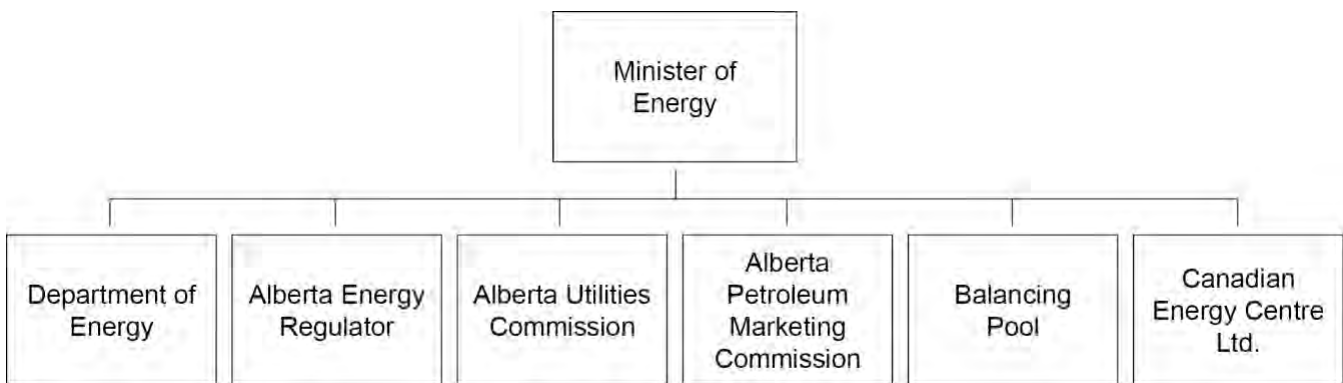 Minister of
Energy
Department of
Energy
Alberta Energy
Regulator
Alberta Utilities
Commission
Alberta
Petroleum
Marketing
Commission
Balancing
Pool
Canadian
Energy Centre
Ltd.